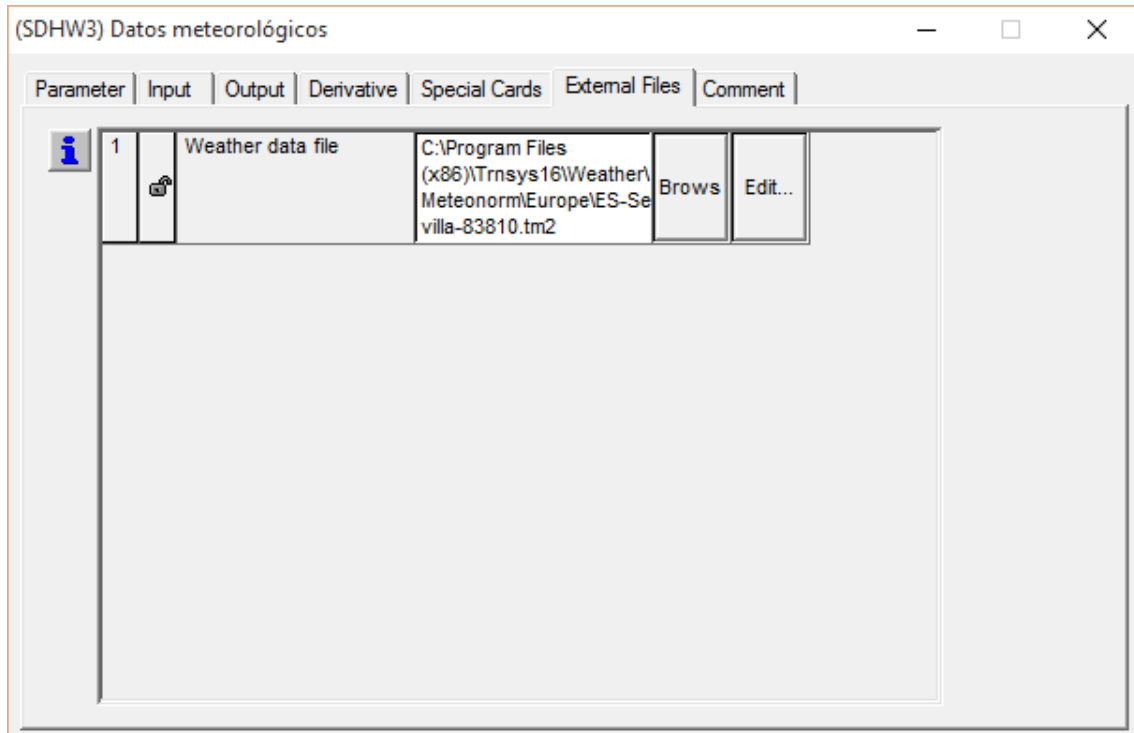 (SDHW3) Datos meteorológicos
Parameter Input Output Derivative Special Cards External Files Comment
1 Weather data file
C:\Program Files
(x86)\Trnsys16\Weather\
Meteonorm\Europe\ES-Se
villa-83810.tm2
Brows Edit...